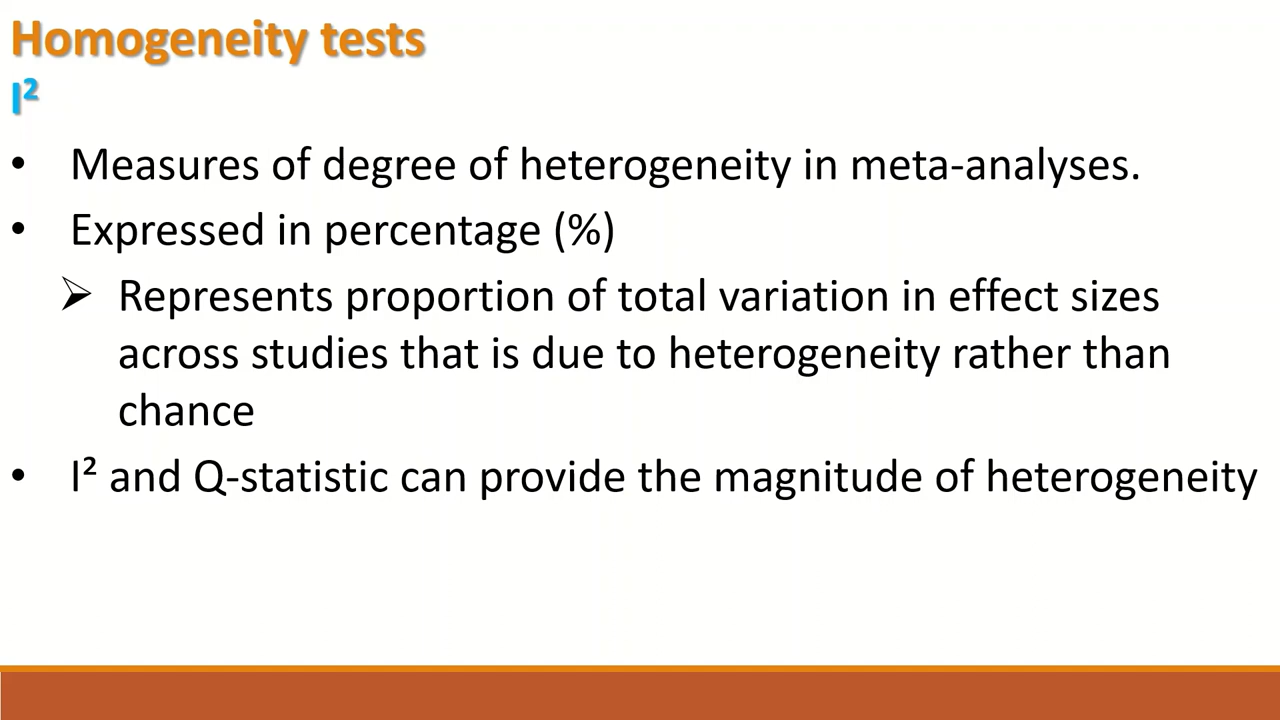 Homogeneity tests
I²
• Measures of degree of heterogeneity in meta-analyses.
• Expressed in percentage (%)
➢ Represents proportion of total variation in effect sizes
across studies that is due to heterogeneity rather than
chance
• I² and Q-statistic can provide the magnitude of heterogeneity